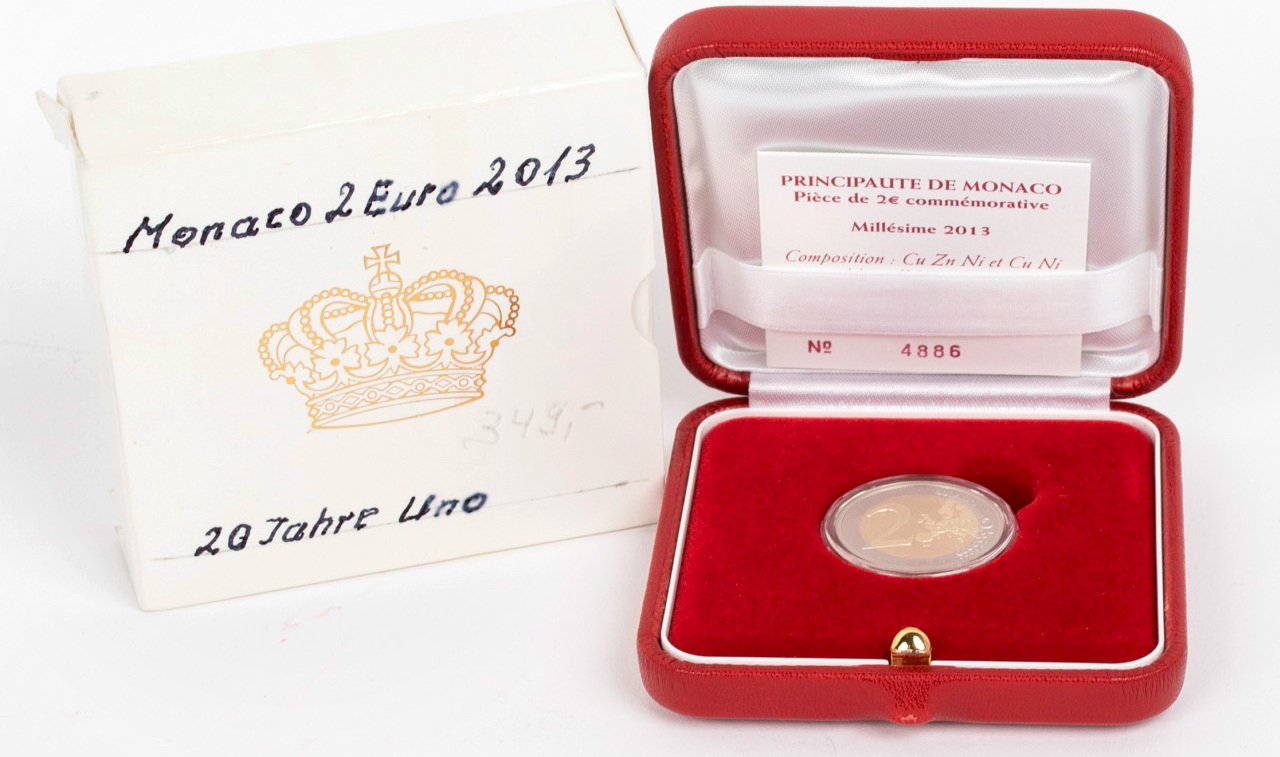 Monaco 2 Euro 2013
349,-
20 Jahre Uno
PRINCIPAUTE DE MONACO
Pièce de 2€ commémorative
Millésime 2013
Composition : Cu Zn Ni et Cu Ni
Nº 4886
2